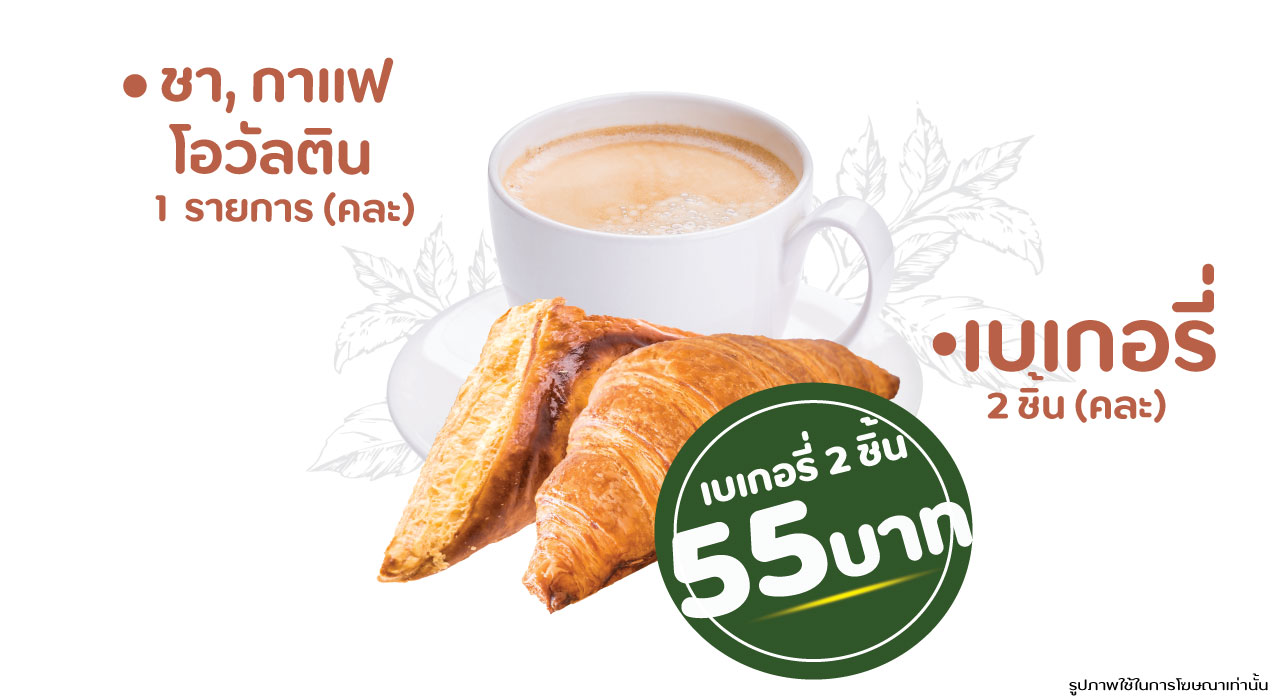 • ชา, กาแฟ
โอวัลติน
1 รายการ (คละ)
•เบเกอรี่
2 ชิ้น (คละ)
เบเกอรี่ 2 ชิ้น
55บาท
รูปภาพใช้ในการโฆษณาเท่านั้น